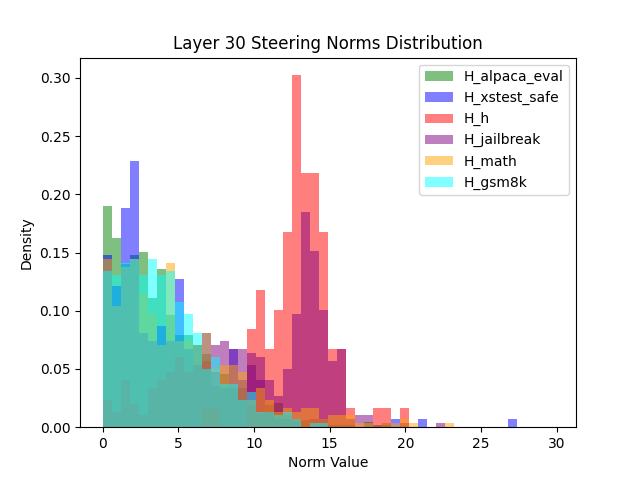 Layer 30 Steering Norms Distribution
0.30
0.25
0.20
0.15
0.10
0.05
0.00
Density
H_alpaca_eval
H_xstest_safe
H_h
H_jailbreak
H_math
H_gsm8k
0 5 10 15 20 25 30
Norm Value